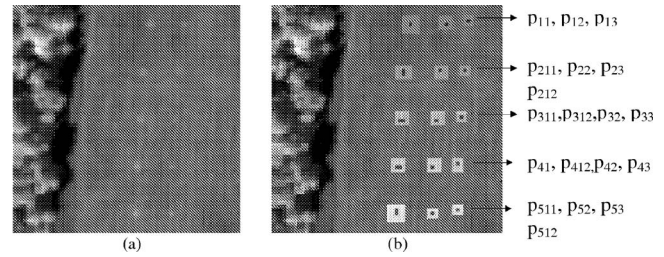 p11, p12, p13
p211, p22, p23
p212
p311,p312,p32, p33
p41, p412,p42, p43
p511, p52, p53
p512
(a) (b)